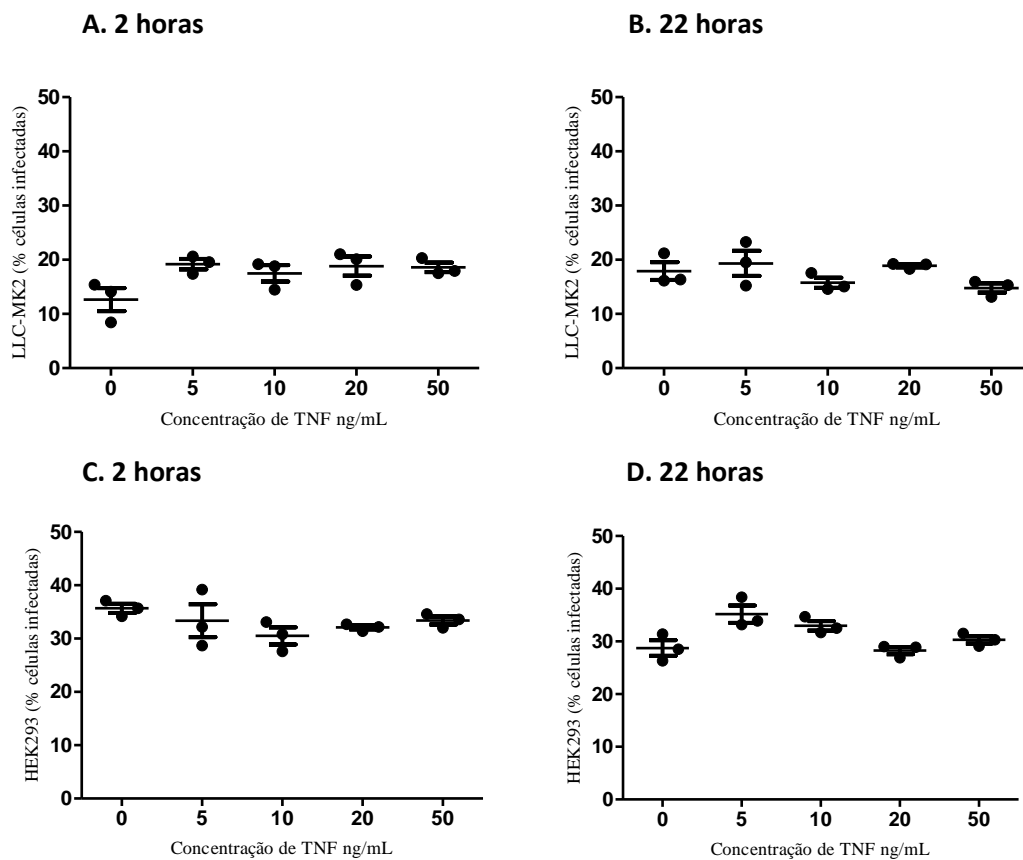 A. 2 horas
LLC-MK2 (% células infectadas)
50
40
30
20
10
0
0 5 10 20 50
Concentração de TNF ng/mL
B. 22 horas
LLC-MK2 (% células infectadas)
50
40
30
20
10
0
0 5 10 20 50
Concentração de TNF ng/mL
C. 2 horas
HEK293 (% células infectadas)
50
40
30
20
10
0
0 5 10 20 50
Concentração de TNF ng/mL
D. 22 horas
HEK293 (% células infectadas)
50
40
30
20
10
0
0 5 10 20 50
Concentração de TNF ng/mL